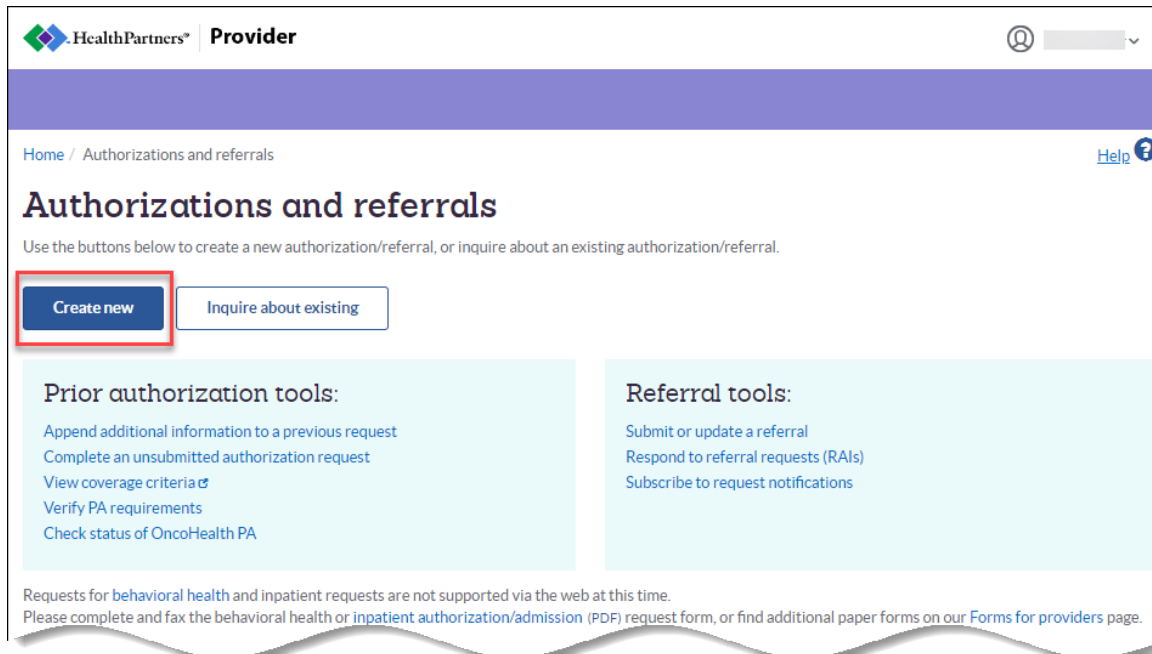 HealthPartners® Provider
Home / Authorizations and referrals
Help ?
Authorizations and referrals
Use the buttons below to create a new authorization/referral, or inquire about an existing authorization/referral.
Create new Inquire about existing
Prior authorization tools:
Append additional information to a previous request
Complete an unsubmitted authorization request
View coverage criteria
Verify PA requirements
Check status of OncoHealth PA
Referral tools:
Submit or update a referral
Respond to referral requests (RAIs)
Subscribe to request notifications
Requests for behavioral health and inpatient requests are not supported via the web at this time.
Please complete and fax the behavioral health or inpatient authorization/admission (PDF) request form, or find additional paper forms on our Forms for providers page.